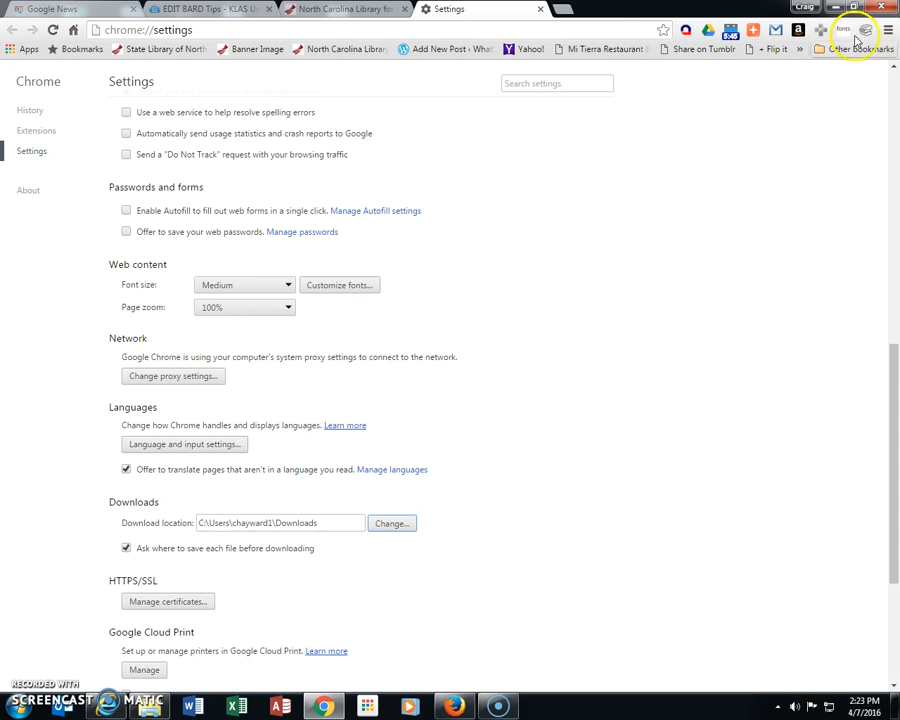 Google News
EDIT BARD Tips - KLAS U
North Carolina Library for
Settings
Craig
chrome://settings
5:45
fonts
Apps
Bookmarks
State Library of North
Banner Image
North Carolina Library
Add New Post ‹ What
Yahoo!
Mi Tierra Restaurant
Share on Tumblr
+ Flip it
»
Other bookmarks
Chrome
Settings
Search settings
History
Extensions
Settings
About
Use a web service to help resolve spelling errors
Automatically send usage statistics and crash reports to Google
Send a "Do Not Track" request with your browsing traffic
Passwords and forms
Enable Autofill to fill out web forms in a single click. Manage Autofill settings
Offer to save your web passwords. Manage passwords
Web content
Font size:
Medium
Customize fonts...
Page zoom:
100%
Network
Google Chrome is using your computer's system proxy settings to connect to the network.
Change proxy settings...
Languages
Change how Chrome handles and displays languages. Learn more
Language and input settings...
Offer to translate pages that aren't in a language you read. Manage languages
Downloads
Download location:
C:\Users\chayward1\Downloads
Change...
Ask where to save each file before downloading
HTTPS/SSL
Manage certificates...
Google Cloud Print
Set up or manage printers in Google Cloud Print. Learn more
Manage
RECORDED WITH
SCREENCAST MATIC
2:23 PM
4/7/2016